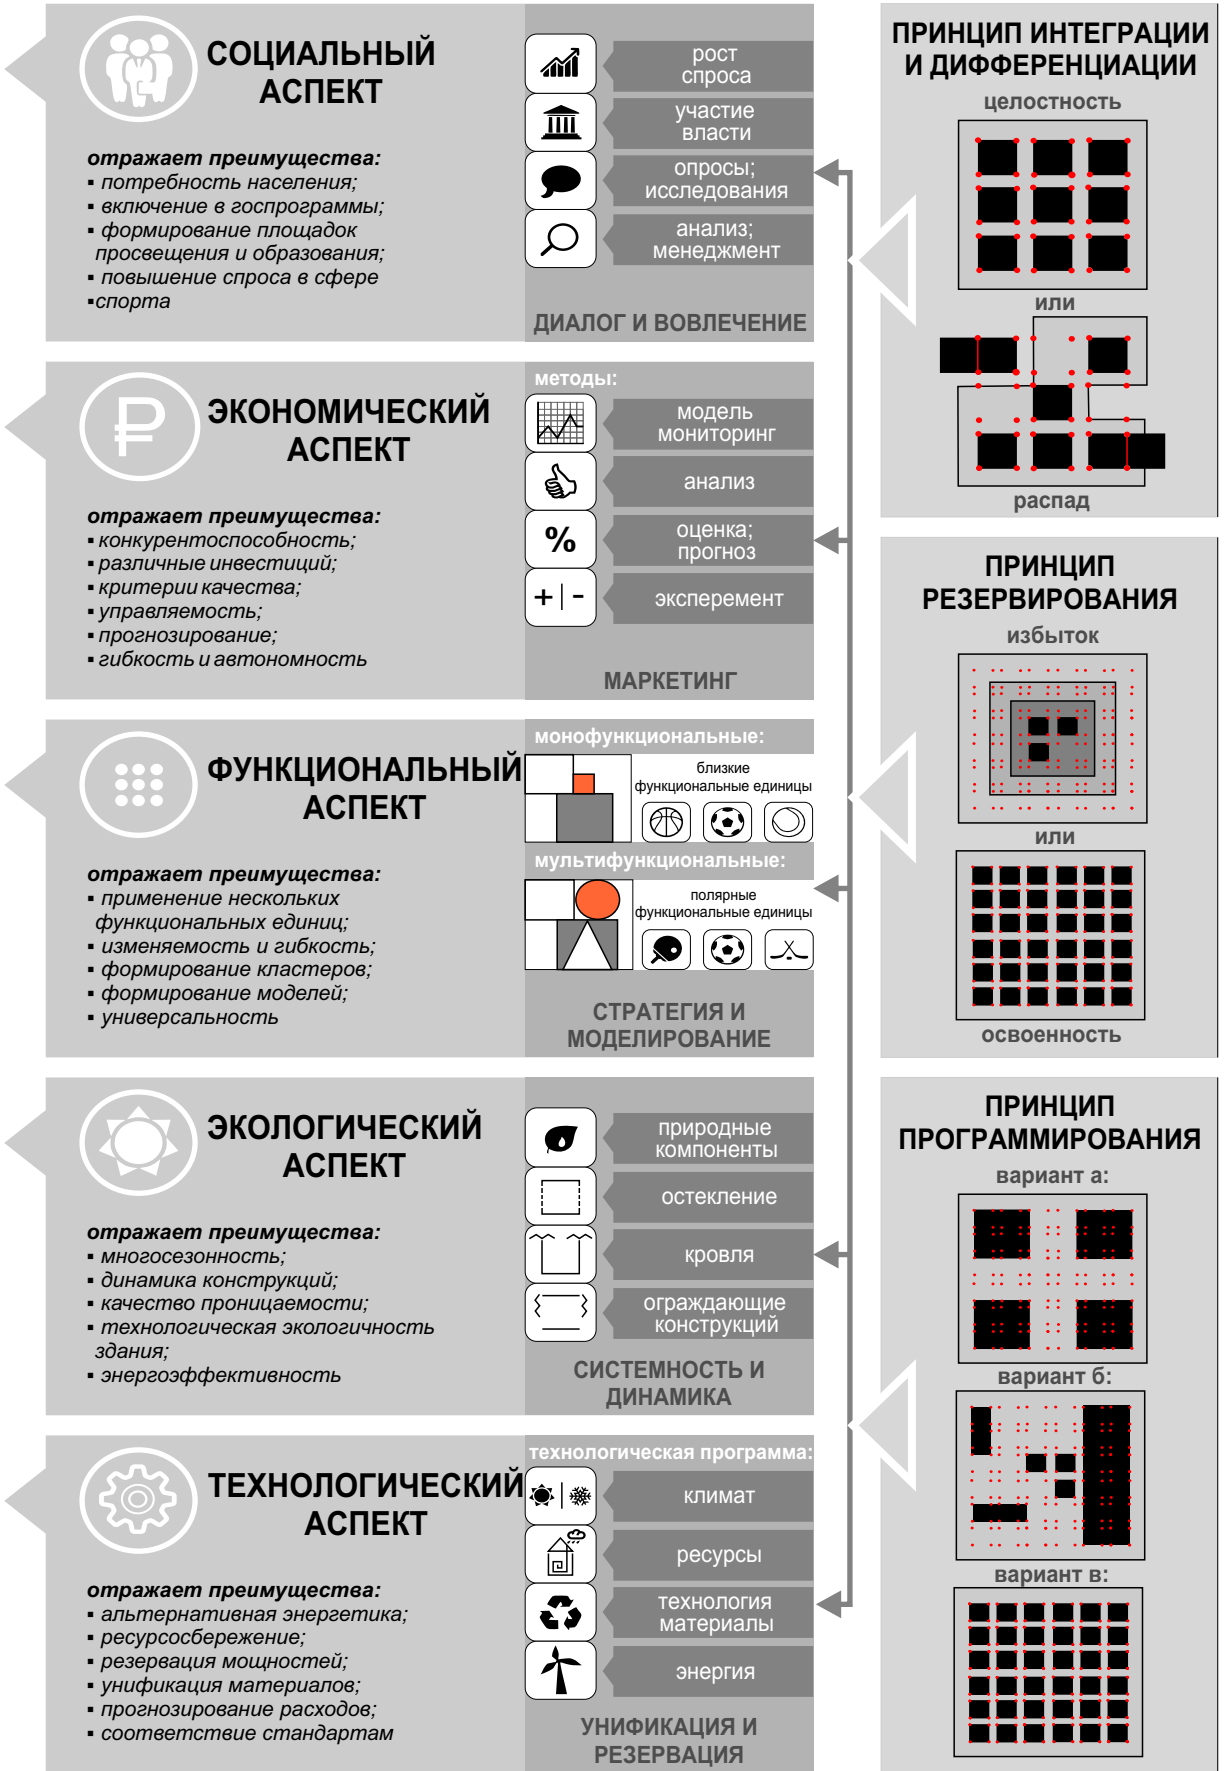 СОЦИАЛЬНЫЙ
АСПЕКТ
отражает преимущества:
▪ потребность населения;
▪ включение в госпрограммы;
▪ формирование площадок
просвещения и образования;
▪ повышение спроса в сфере
▪спорта
рост
спроса
участие
власти
опросы;
исследования
анализ;
менеджмент
ДИАЛОГ И ВОВЛЕЧЕНИЕ
ЭКОНОМИЧЕСКИЙ
АСПЕКТ
отражает преимущества:
▪ конкурентоспособность;
▪ различные инвестиций;
▪ критерии качества;
▪ управляемость;
▪ прогнозирование;
▪ гибкость и автономность
методы:
модель
мониторинг
анализ
%
оценка;
прогноз
+ | -
эксперемент
МАРКЕТИНГ
ФУНКЦИОНАЛЬНЫЙ
АСПЕКТ
отражает преимущества:
▪ применение нескольких
функциональных единиц;
▪ изменяемость и гибкость;
▪ формирование кластеров;
▪ формирование моделей;
▪ универсальность
монофункциональные:
близкие
функциональные единицы
мультифункциональные:
полярные
функциональные единицы
СТРАТЕГИЯ И
МОДЕЛИРОВАНИЕ
ЭКОЛОГИЧЕСКИЙ
АСПЕКТ
отражает преимущества:
▪ многосезонность;
▪ динамика конструкций;
▪ качество проницаемости;
▪ технологическая экологичность
здания;
▪ энергоэффективность
природные
компоненты
остекление
кровля
ограждающие
конструкций
СИСТЕМНОСТЬ И
ДИНАМИКА
ТЕХНОЛОГИЧЕСКИЙ
АСПЕКТ
отражает преимущества:
▪ альтернативная энергетика;
▪ ресурсосбережение;
▪ резервация мощностей;
▪ унификация материалов;
▪ прогнозирование расходов;
▪ соответствие стандартам
технологическая программа:
климат
ресурсы
технология
материалы
энергия
УНИФИКАЦИЯ И
РЕЗЕРВАЦИЯ
ПРИНЦИП ИНТЕГРАЦИИ
И ДИФФЕРЕНЦИАЦИИ
целостность
или
распад
ПРИНЦИП
РЕЗЕРВИРОВАНИЯ
избыток
или
освоенность
ПРИНЦИП
ПРОГРАММИРОВАНИЯ
вариант а:
вариант б:
вариант в: